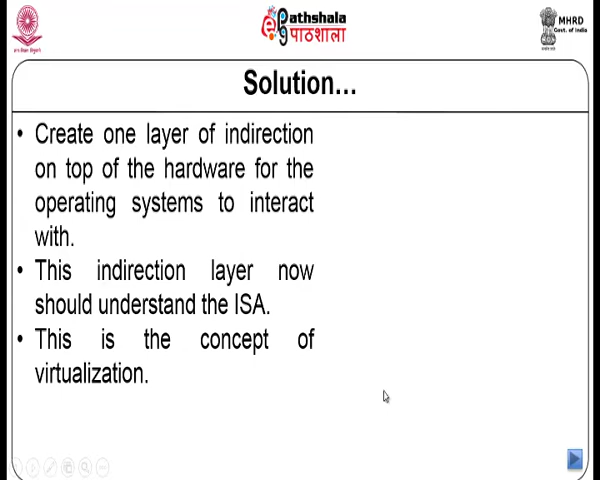 Pathshala
पाठशाला
MHRD
Govt. of India
Solution...
• Create one layer of indirection
on top of the hardware for the
operating systems to interact
with.
• This indirection layer now
should understand the ISA.
• This is the concept of
virtualization.